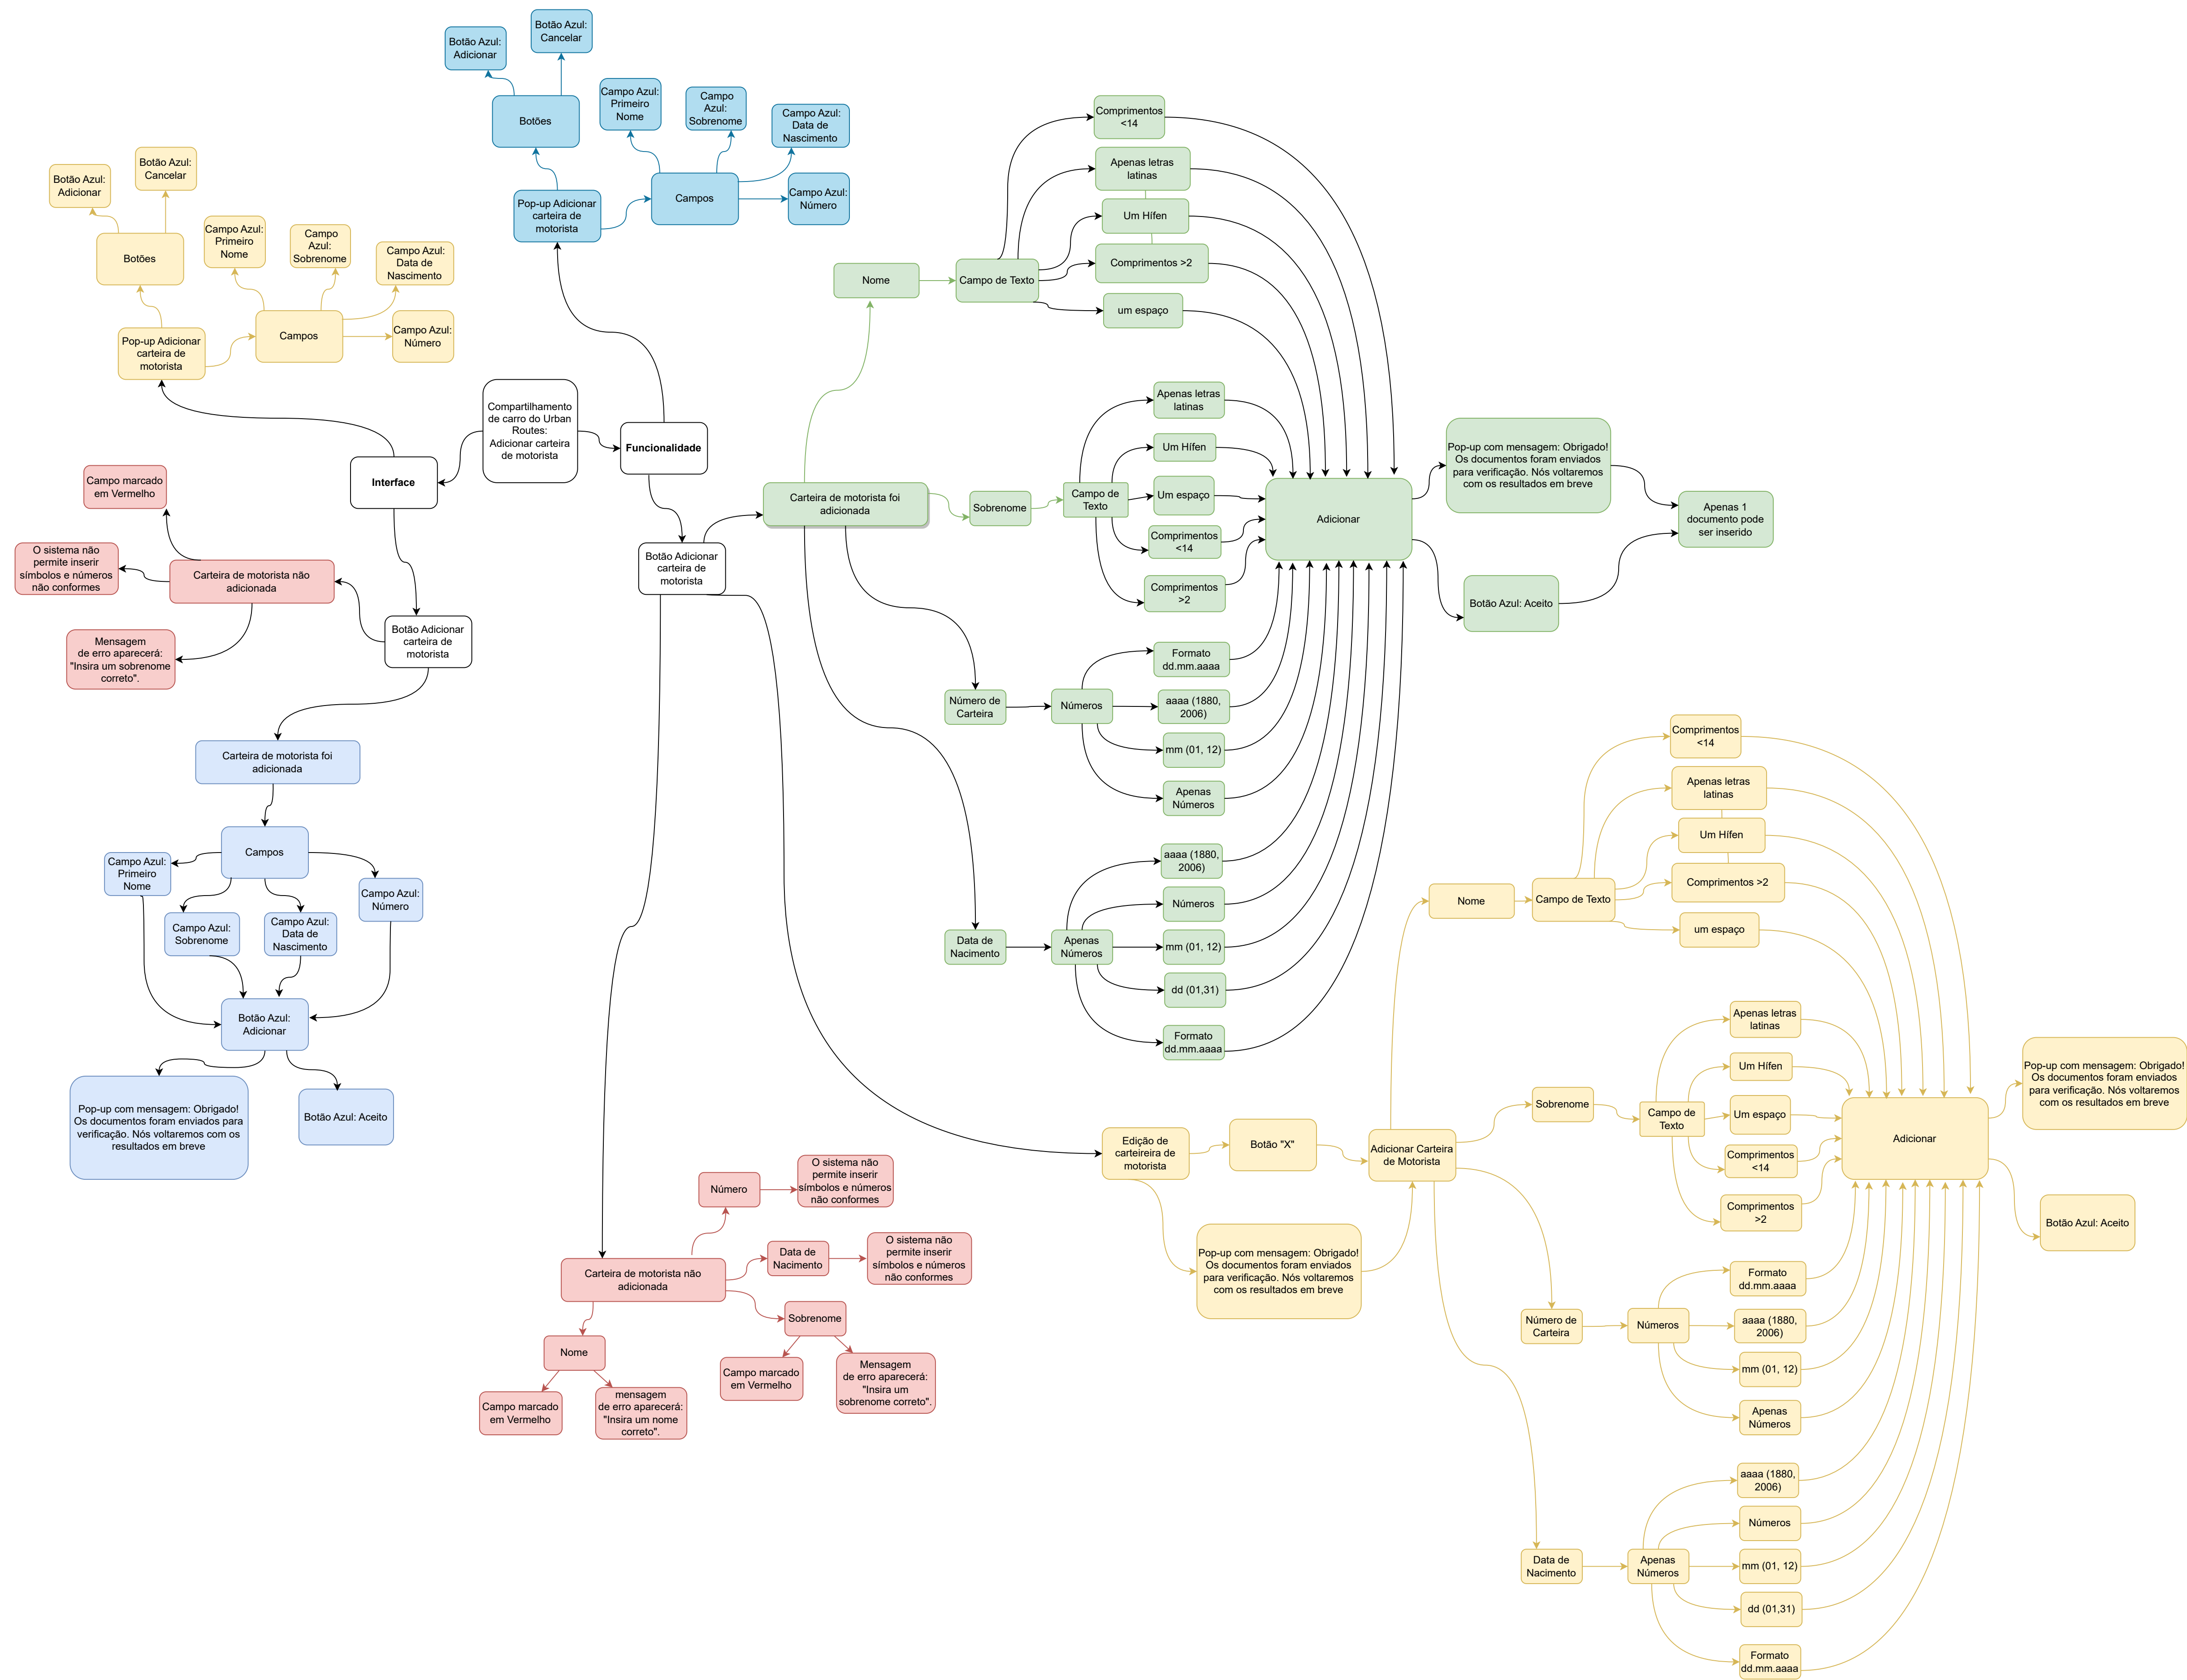 Botão Azul:
Adicionar
Botão Azul:
Cancelar
Botões
Campo Azul:
Primeiro
Nome
Campo
Azul:
Sobrenome
Campo Azul:
Data de
Nascimento
Pop-up Adicionar
carteira de
motorista
Campos
Campo Azul:
Número
Botão Azul:
Adicionar
Botão Azul:
Cancelar
Botões
Campo Azul:
Primeiro
Nome
Campo
Azul:
Sobrenome
Campo Azul:
Data de
Nascimento
Pop-up Adicionar
carteira de
motorista
Campos
Campo Azul:
Número
Compartilhamento
de carro do Urban
Routes:
Adicionar carteira
de motorista
Funcionalidade
Interface
Campo marcado
em Vermelho
O sistema não
permite inserir
símbolos e números
não conformes
Carteira de motorista não
adicionada
Mensagem
de erro aparecerá:
"Insira um sobrenome
correto".
Botão Adicionar
carteira de
motorista
Carteira de motorista foi
adicionada
Campos
Campo Azul:
Primeiro
Nome
Campo Azul:
Sobrenome
Campo Azul:
Data de
Nascimento
Campo Azul:
Número
Botão Azul:
Adicionar
Pop-up com mensagem: Obrigado!
Os documentos foram enviados para
verificação. Nós voltaremos com os
resultados em breve
Botão Azul: Aceito
Botão Adicionar
carteira de
motorista
Carteira de motorista foi
adicionada
Nome
Campo de Texto
Comprimentos
<14
Apenas letras
latinas
Um Hífen
Comprimentos >2
um espaço
Sobrenome
Campo de
Texto
Apenas letras
latinas
Um Hífen
Um espaço
Comprimentos
<14
Comprimentos
>2
Adicionar
Pop-up com mensagem: Obrigado!
Os documentos foram enviados
para verificação. Nós voltaremos
com os resultados em breve
Apenas 1
documento pode
ser inserido
Botão Azul: Aceito
Número de
Carteira
Números
Formato
dd.mm.aaaa
aaaa (1880,
2006)
mm (01, 12)
Apenas
Números
Data de
Nacimento
Apenas
Números
aaaa (1880,
2006)
Números
mm (01, 12)
dd (01,31)
Formato
dd.mm.aaaa
Número
O sistema não
permite inserir
símbolos e números
não conformes
Carteira de motorista não
adicionada
Data de
Nacimento
O sistema não
permite inserir
símbolos e números
não conformes
Sobrenome
Campo marcado
em Vermelho
Mensagem
de erro aparecerá:
"Insira um
sobrenome correto".
Nome
Campo marcado
em Vermelho
mensagem
de erro aparecerá:
"Insira um nome
correto".
Edição de
carteireira de
motorista
Botão "X"
Pop-up com mensagem: Obrigado!
Os documentos foram enviados
para verificação. Nós voltaremos
com os resultados em breve
Adicionar Carteira
de Motorista
Nome
Campo de Texto
Comprimentos
<14
Apenas letras
latinas
Um Hífen
Comprimentos >2
um espaço
Sobrenome
Campo de
Texto
Apenas letras
latinas
Um Hífen
Um espaço
Comprimentos
<14
Comprimentos
>2
Adicionar
Pop-up com mensagem: Obrigado!
Os documentos foram enviados
para verificação. Nós voltaremos
com os resultados em breve
Botão Azul: Aceito
Número de
Carteira
Números
Formato
dd.mm.aaaa
aaaa (1880,
2006)
mm (01, 12)
Apenas
Números
Data de
Nacimento
Apenas
Números
aaaa (1880,
2006)
Números
mm (01, 12)
dd (01,31)
Formato
dd.mm.aaaa